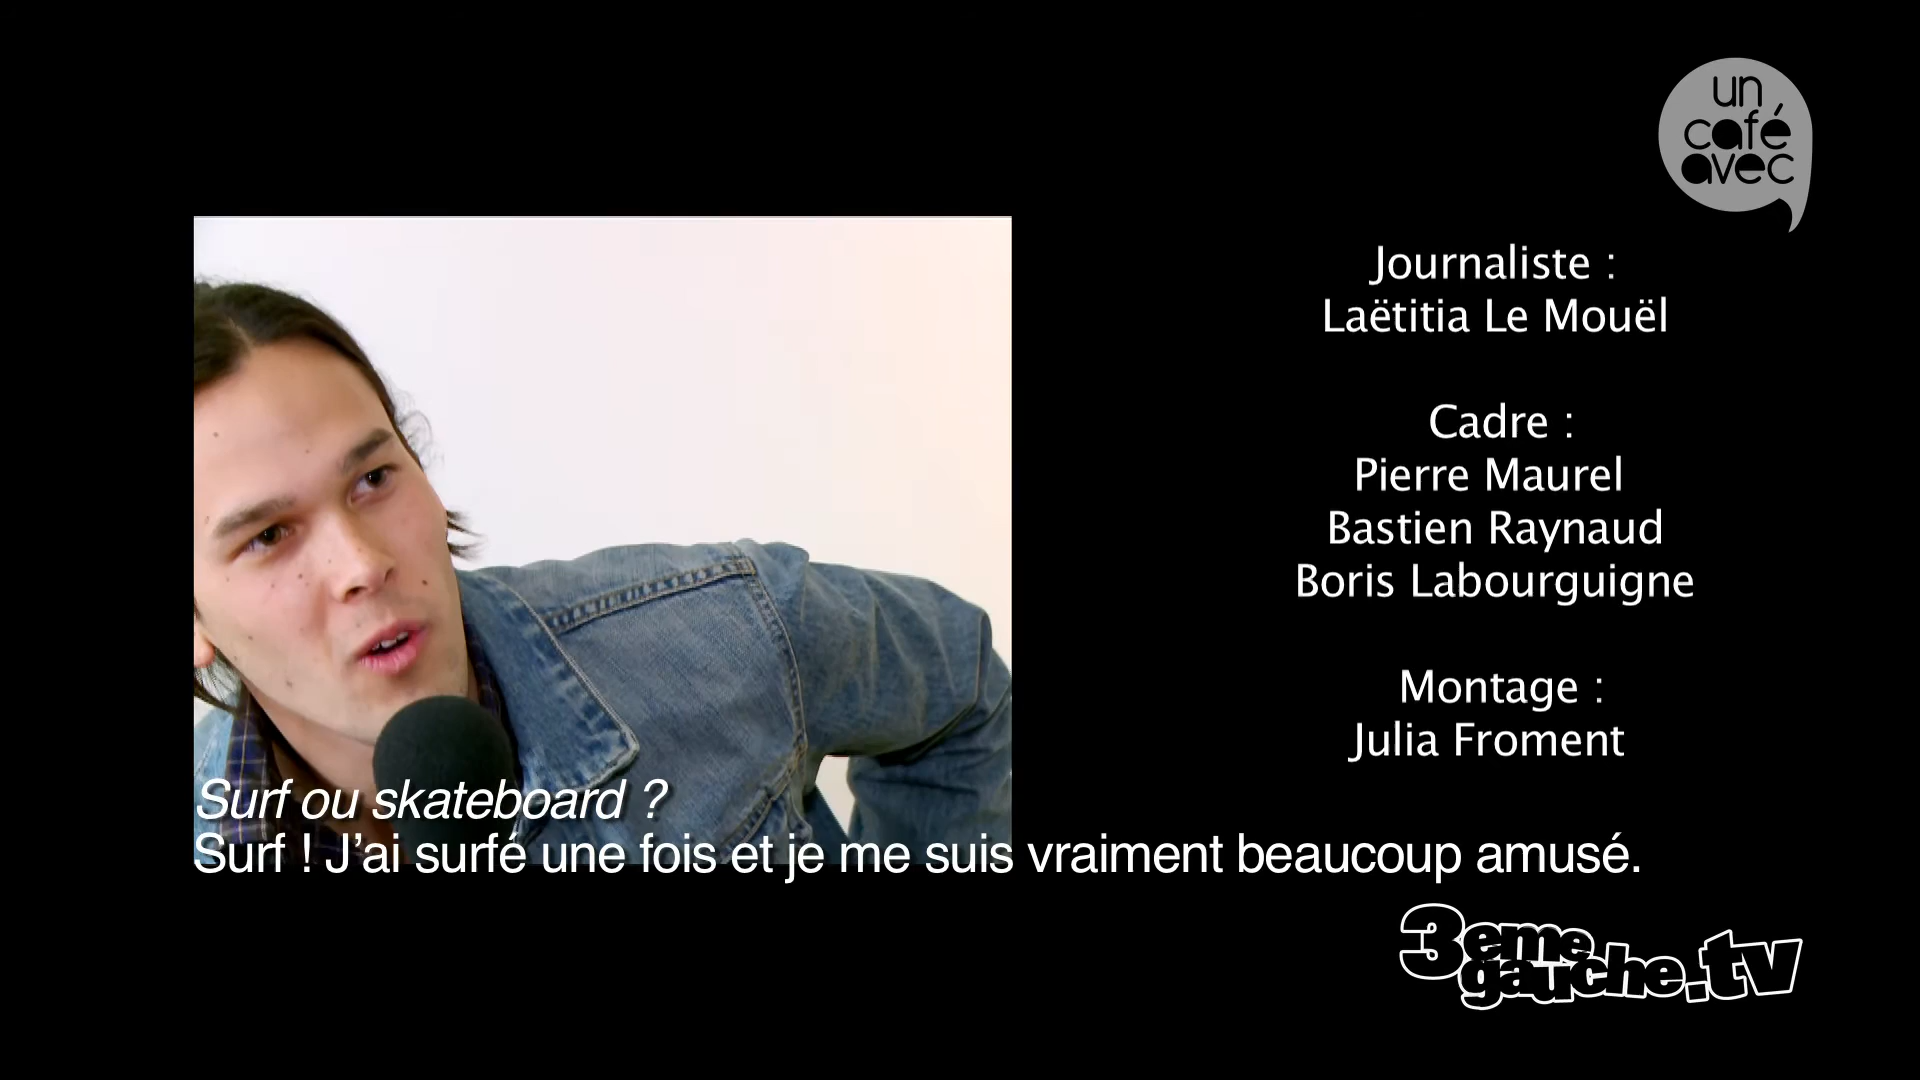 un
café
avec
Journaliste :
Laëtitia Le Mouël
Cadre :
Pierre Maurel
Bastien Raynaud
Boris Labourguigne
Montage :
Julia Froment
Surf ou skateboard ?
Surf ! J’ai surfé une fois et je me suis vraiment beaucoup amusé.
3eme
gauche.tv